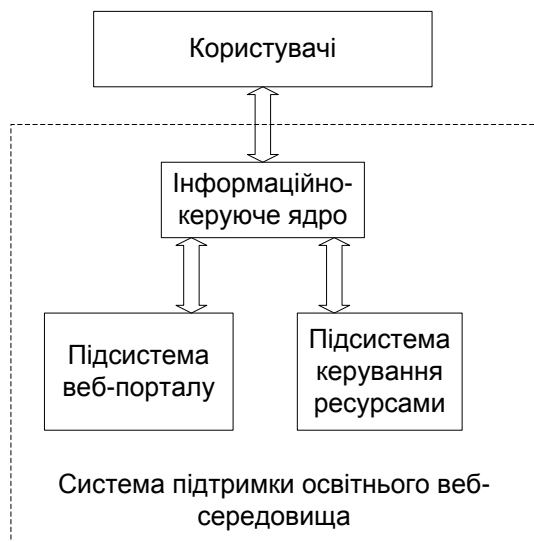 Користувачі
Інформаційно-
керуюче ядро
Підсистема
веб-порталу
Підсистема
керування
ресурсами
Система підтримки освітнього веб-
середовища